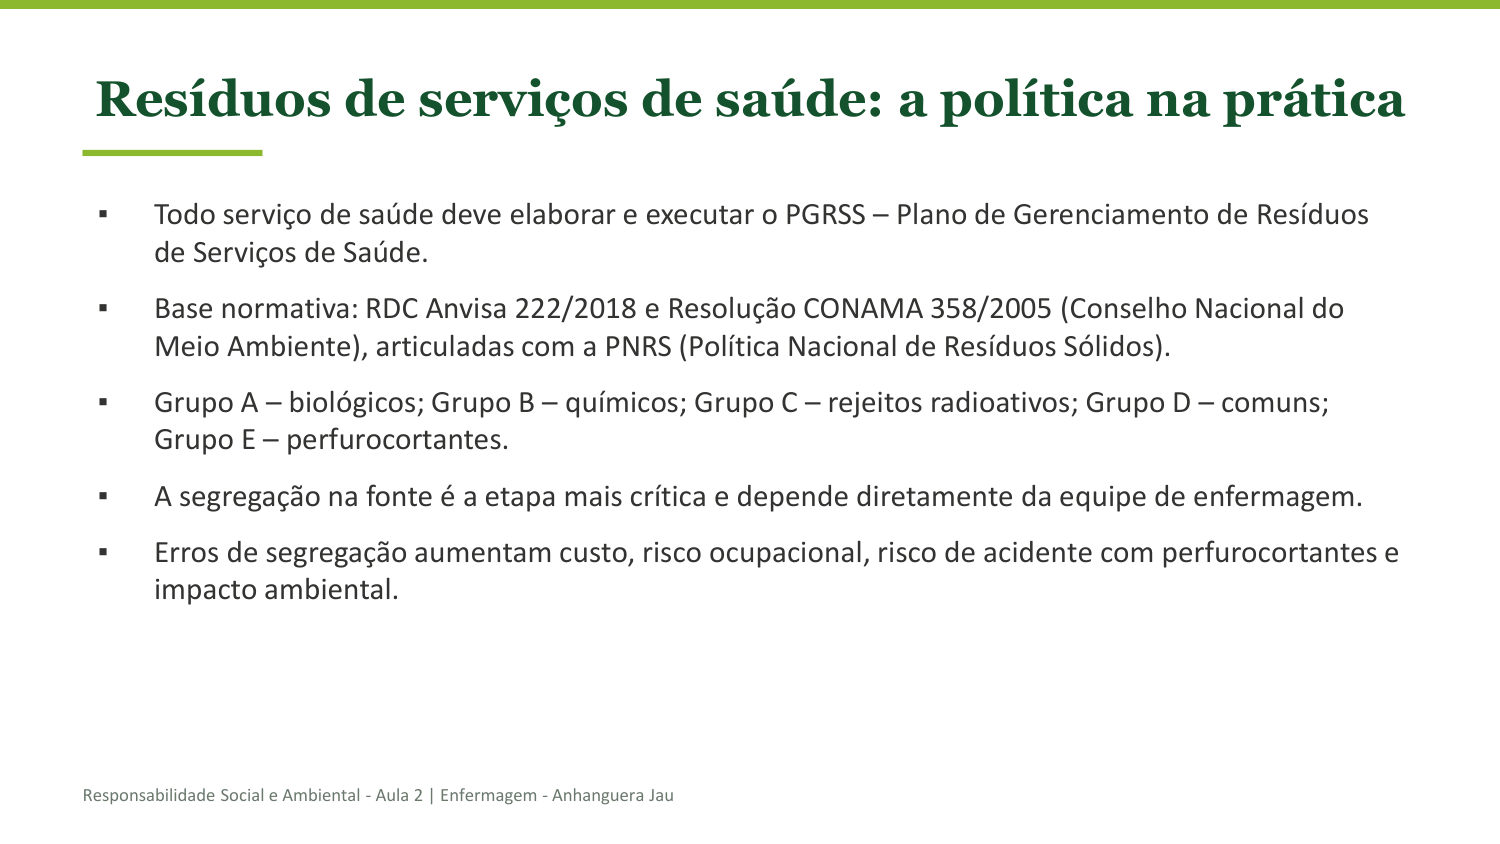 Resíduos de serviços de saúde: a política na prática
▪ Todo serviço de saúde deve elaborar e executar o PGRSS – Plano de Gerenciamento de Resíduos
de Serviços de Saúde.
▪ Base normativa: RDC Anvisa 222/2018 e Resolução CONAMA 358/2005 (Conselho Nacional do
Meio Ambiente), articuladas com a PNRS (Política Nacional de Resíduos Sólidos).
▪ Grupo A – biológicos; Grupo B – químicos; Grupo C – rejeitos radioativos; Grupo D – comuns;
Grupo E – perfurocortantes.
▪ A segregação na fonte é a etapa mais crítica e depende diretamente da equipe de enfermagem.
▪ Erros de segregação aumentam custo, risco ocupacional, risco de acidente com perfurocortantes e
impacto ambiental.
Responsabilidade Social e Ambiental - Aula 2 | Enfermagem - Anhanguera Jau